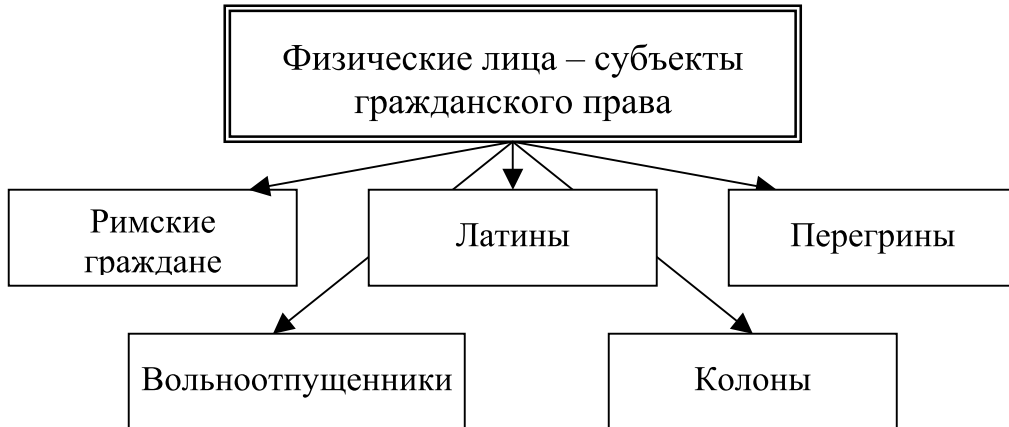 Физические лица – субъекты
гражданского права
Римские
граждане
Латины
Перегрины
Вольноотпущенники
Колоны